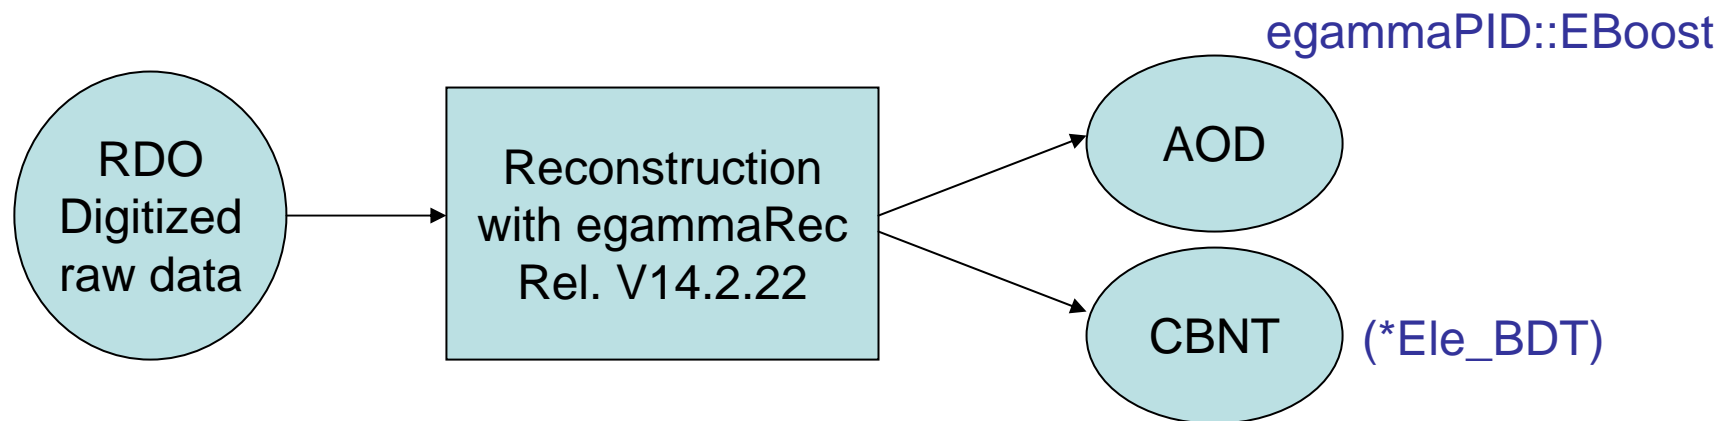 egammaPID::EBoost
RDO
Digitized
raw data
Reconstruction
with egammaRec
Rel. V14.2.22
AOD
CBNT
(*Ele_BDT)